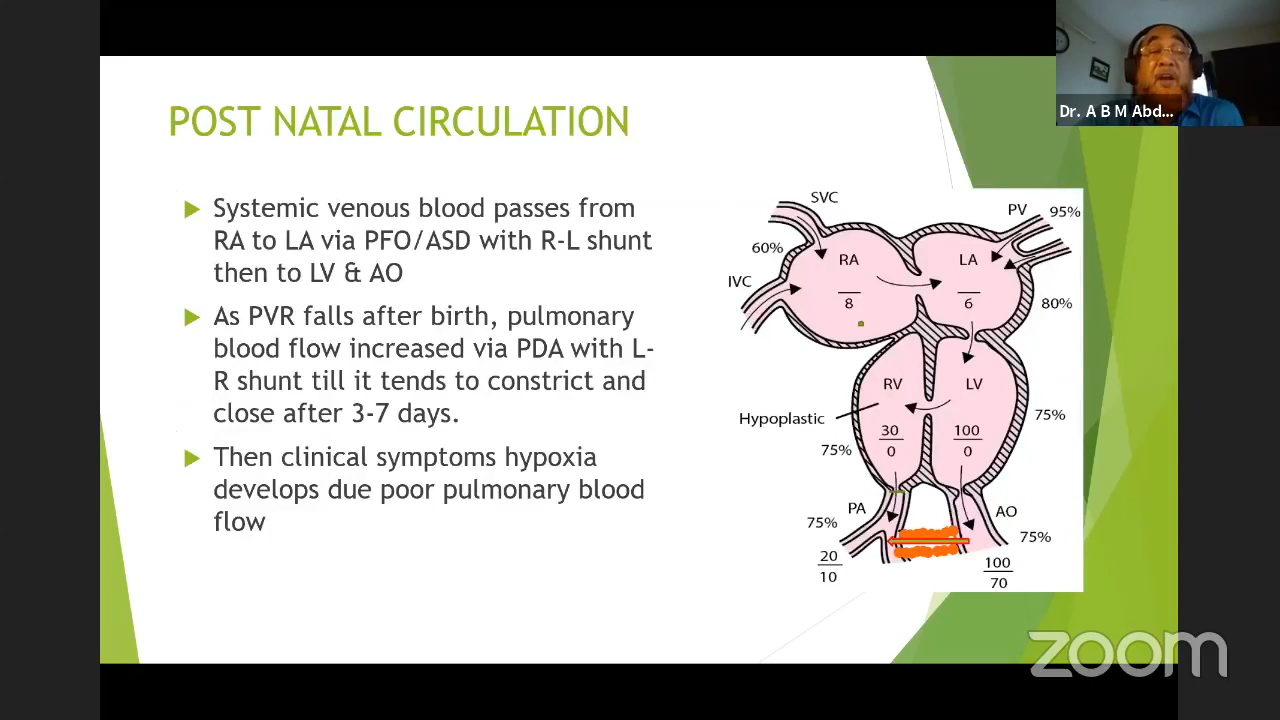 Dr. A B M Abd...
POST NATAL CIRCULATION
Systemic venous blood passes from
RA to LA via PFO/ASD with R-L shunt
then to LV & AO
As PVR falls after birth, pulmonary
blood flow increased via PDA with L-
R shunt till it tends to constrict and
close after 3-7 days.
Then clinical symptoms hypoxia
develops due poor pulmonary blood
flow
SVC
PV
95%
60%
RA
LA
IVC
8
6
80%
RV
LV
Hypoplastic
75%
30
0
100
0
75%
PA
AO
75%
75%
20
10
100
70
zoom